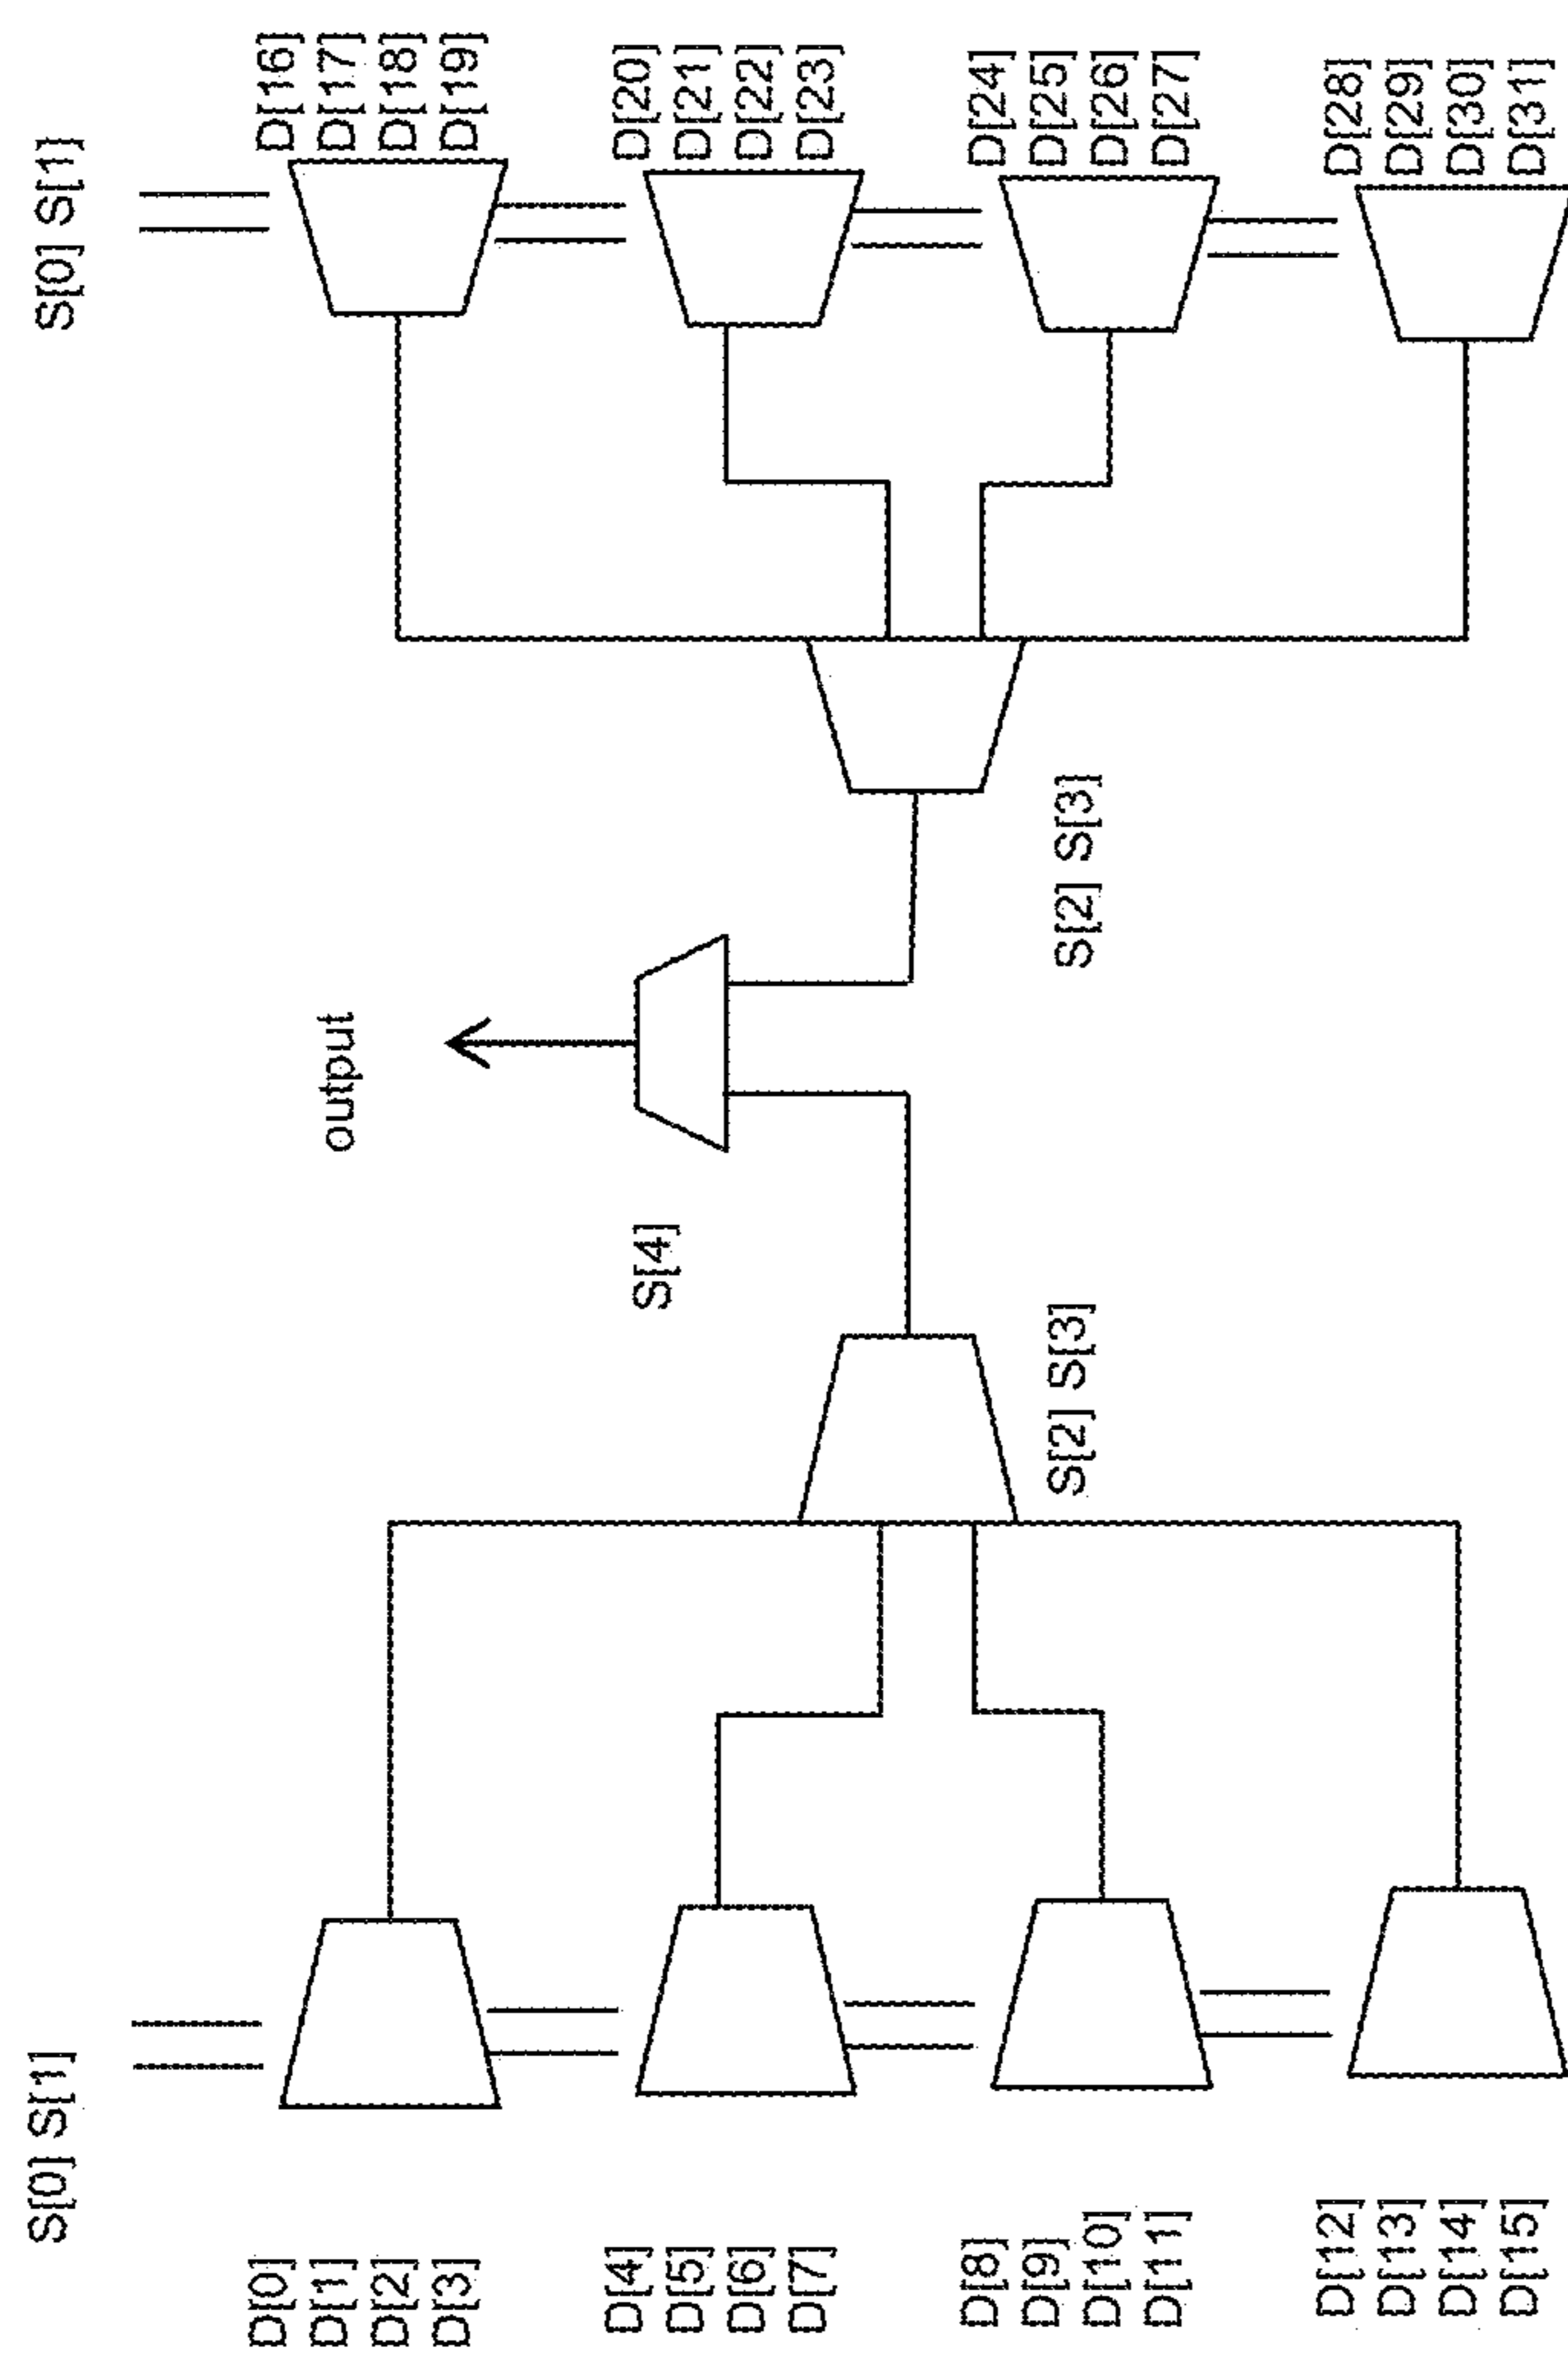 S[0] S[1]
D[0]
D[1]
D[2]
D[3]
D[4]
D[5]
D[6]
D[7]
D[8]
D[9]
D[10]
D[11]
D[12]
D[13]
D[14]
D[15]
S[2] S[3]
S[4]
output
S[2] S[3]
S[0] S[1]
D[16]
D[17]
D[18]
D[19]
D[20]
D[21]
D[22]
D[23]
D[24]
D[25]
D[26]
D[27]
D[28]
D[29]
D[30]
D[31]